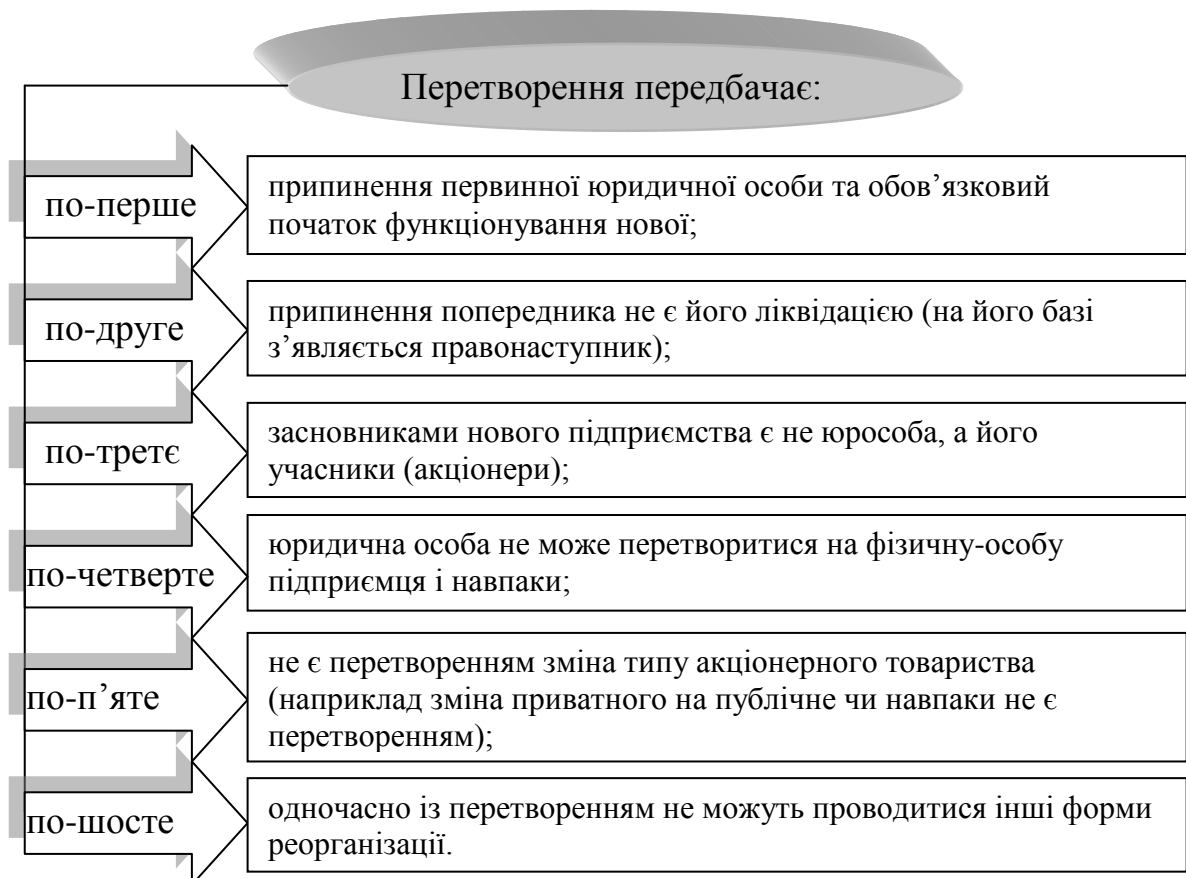 Перетворення передбачає:
по-перше
припинення первинної юридичної особи та обов’язковий
початок функціонування нової;
по-друге
припинення попередника не є його ліквідацією (на його базі
з’являється правонаступник);
по-третє
засновниками нового підприємства є не юрособа, а його
учасники (акціонери);
по-четверте
юридична особа не може перетворитися на фізичну-особу
підприємця і навпаки;
по-п’яте
не є перетворенням зміна типу акціонерного товариства
(наприклад зміна приватного на публічне чи навпаки не є
перетворенням);
по-шосте
одночасно із перетворенням не можуть проводитися інші форми
реорганізації.